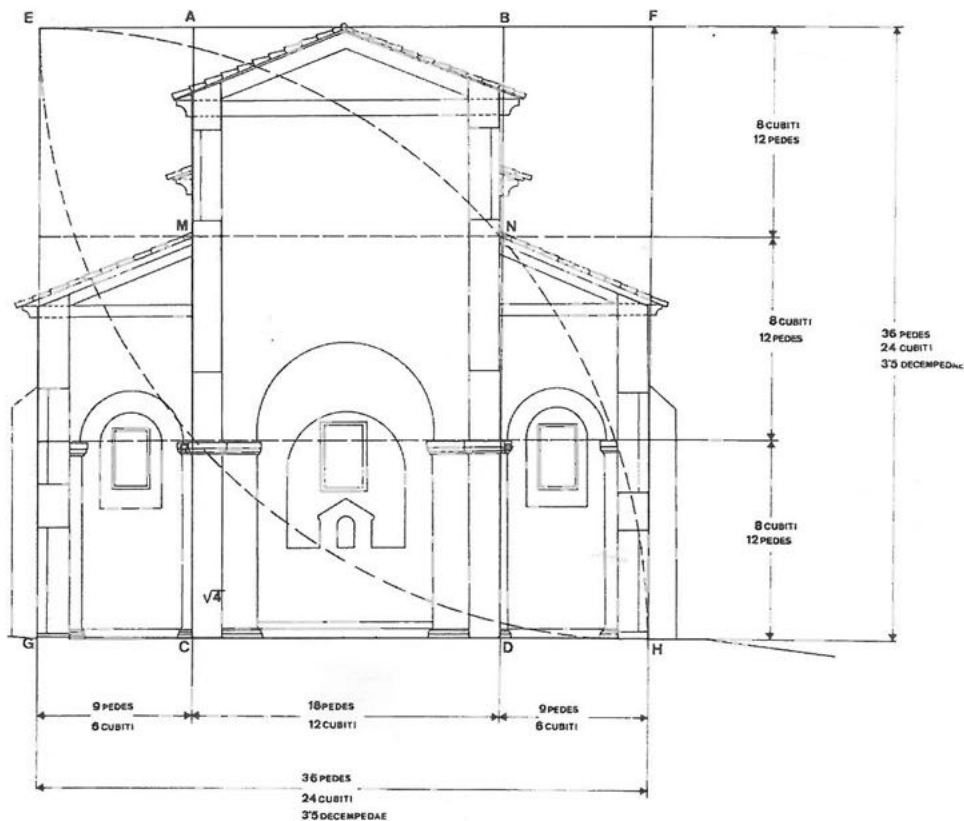 E A B F
8 CUBITI
12 PEDES
M N
8 CUBITI
12 PEDES
36 PEDES
24 CUBITI
3'5 DECEMPEDAE
8 CUBITI
12 PEDES
√4
G C D H
9 PEDES
6 CUBITI
18 PEDES
12 CUBITI
9 PEDES
6 CUBITI
36 PEDES
24 CUBITI
3'5 DECEMPEDAE